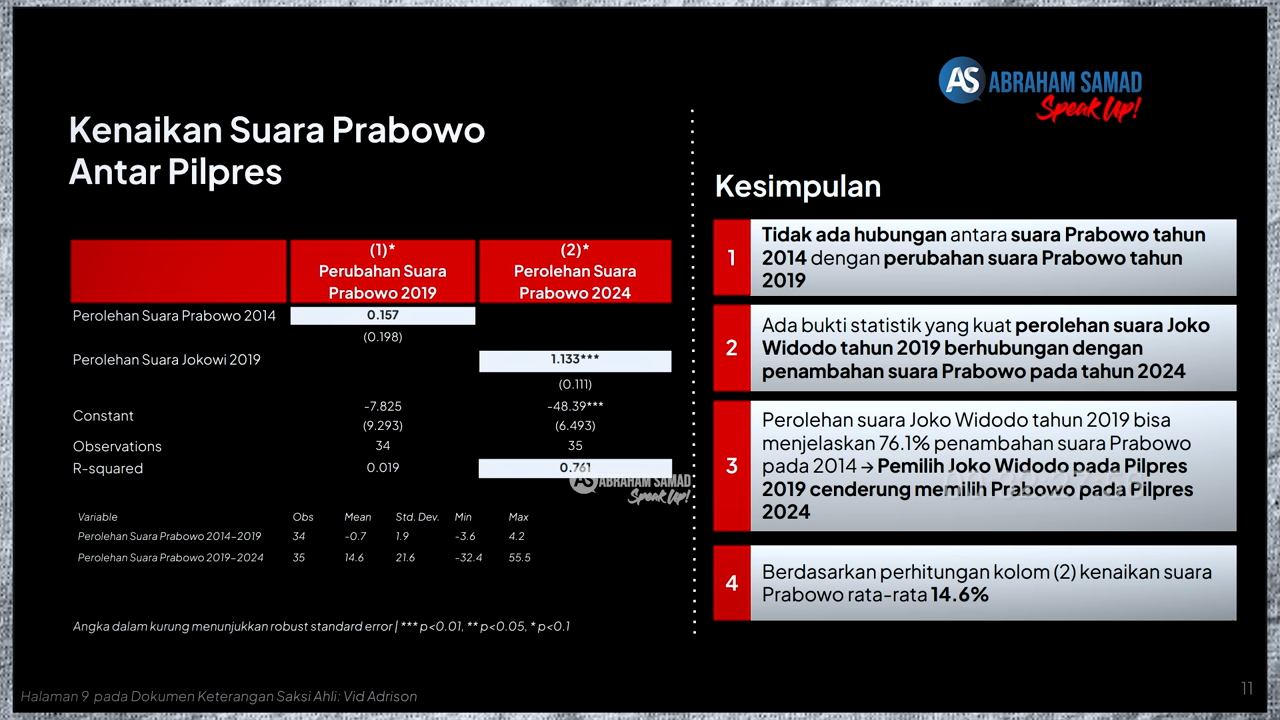 AS ABRAHAM SAMAD
Speak Up!
Kenaikan Suara Prabowo
Antar Pilpres
(1)* (2)*
Perubahan Suara Perolehan Suara
Prabowo 2019 Prabowo 2024
Perolehan Suara Prabowo 2014 0.157
(0.198)
Perolehan Suara Jokowi 2019 1.133***
(0.111)
-7.825 -48.39***
Constant
(9.293) (6.493)
Observations 34 35
R-squared 0.019 0.761
AS ABRAHAM SAMAD
Speak Up!
Variable Obs Mean Std. Dev. Min Max
Perolehan Suara Prabowo 2014-2019 34 -0.7 1.9 -3.6 4.2
Perolehan Suara Prabowo 2019-2024 35 14.6 21.6 -32.4 55.5
Angka dalam kurung menunjukkan robust standard error | *** p<0.01, ** p<0.05, * p<0.1
Kesimpulan
1 Tidak ada hubungan antara suara Prabowo tahun
2014 dengan perubahan suara Prabowo tahun
2019
2 Ada bukti statistik yang kuat perolehan suara Joko
Widodo tahun 2019 berhubungan dengan
penambahan suara Prabowo pada tahun 2024
3 Perolehan suara Joko Widodo tahun 2019 bisa
menjelaskan 76.1% penambahan suara Prabowo
pada 2014 → Pemilih Joko Widodo pada Pilpres
2019 cenderung memilih Prabowo pada Pilpres
2024
4 Berdasarkan perhitungan kolom (2) kenaikan suara
Prabowo rata-rata 14.6%
Halaman 9 pada Dokumen Keterangan Saksi Ahli: Vid Adrison
11